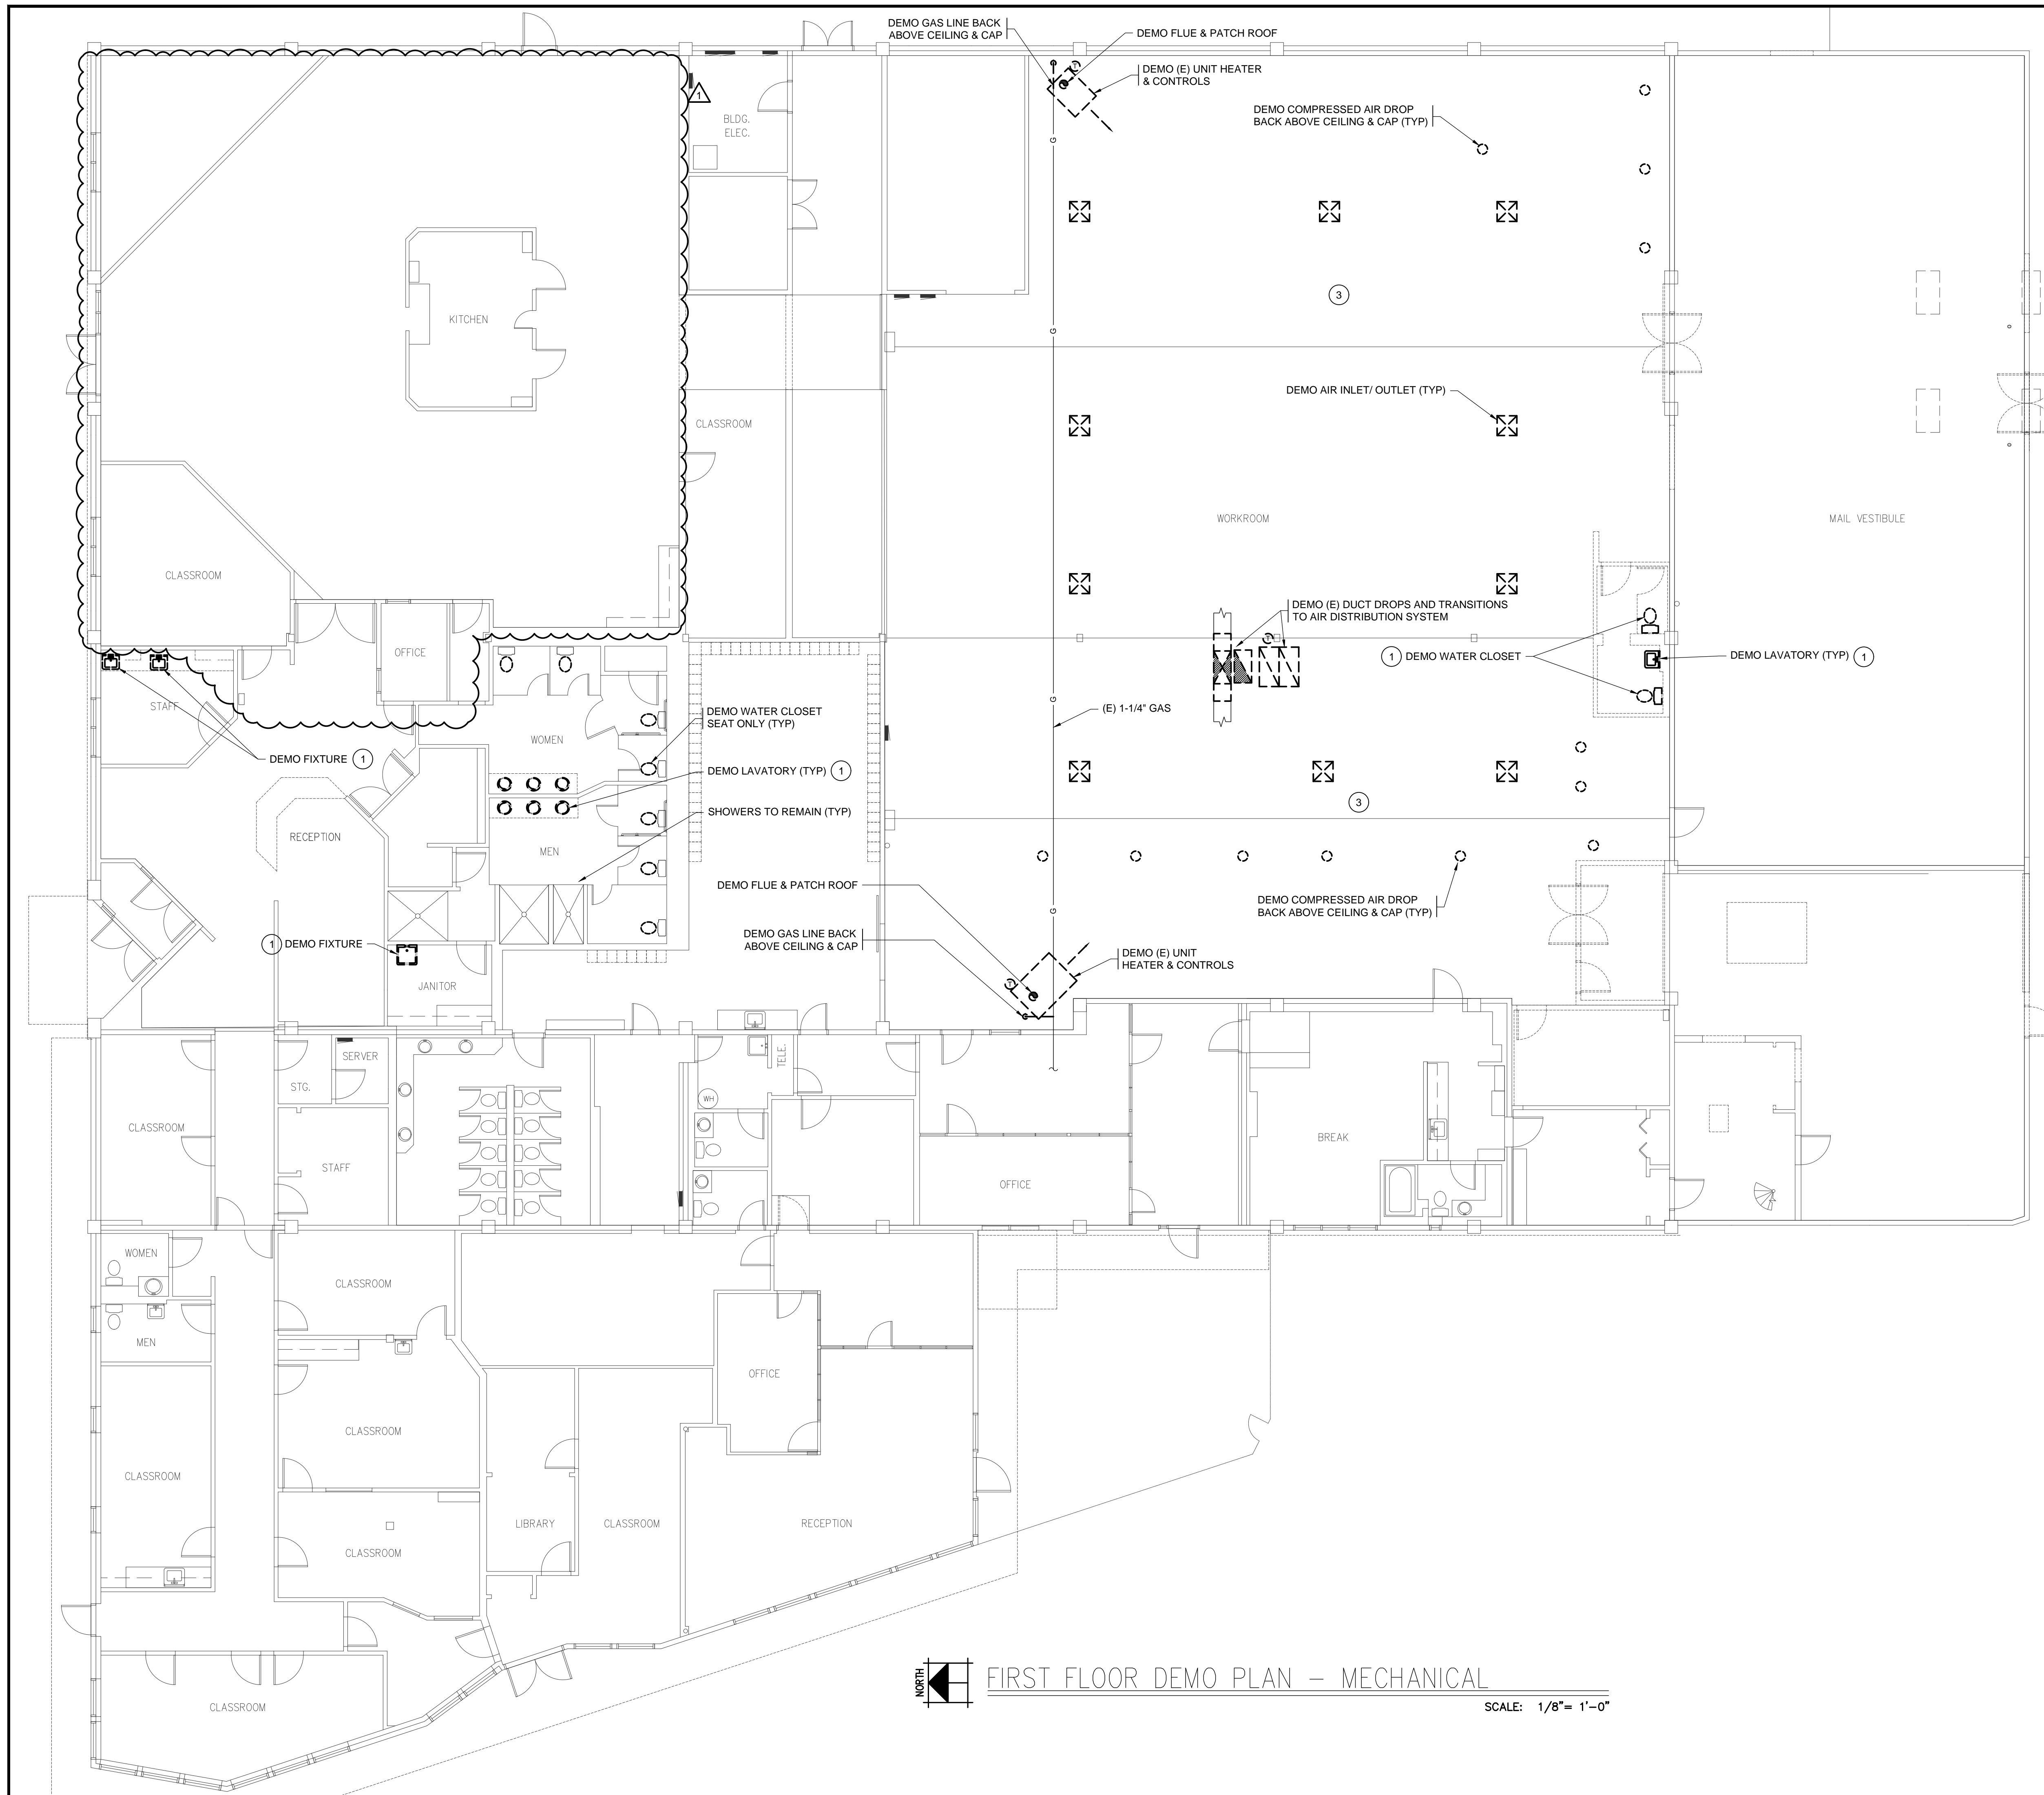 DEMO GAS LINE BACK
ABOVE CEILING & CAP
DEMO FLUE & PATCH ROOF
T
DEMO (E) UNIT HEATER
& CONTROLS
1
BLDG.
ELEC.
DEMO COMPRESSED AIR DROP
BACK ABOVE CEILING & CAP (TYP)
G
3
KITCHEN
G
DEMO AIR INLET/ OUTLET (TYP)
CLASSROOM
WORKROOM
MAIL VESTIBULE
CLASSROOM
DEMO (E) DUCT DROPS AND TRANSITIONS
TO AIR DISTRIBUTION SYSTEM
T
OFFICE
1 DEMO WATER CLOSET
DEMO LAVATORY (TYP) 1
STAFF
G
(E) 1-1/4" GAS
DEMO WATER CLOSET
SEAT ONLY (TYP)
WOMEN
DEMO FIXTURE 1
DEMO LAVATORY (TYP) 1
3
SHOWERS TO REMAIN (TYP)
RECEPTION
MEN
DEMO FLUE & PATCH ROOF
DEMO COMPRESSED AIR DROP
BACK ABOVE CEILING & CAP (TYP)
G
1 DEMO FIXTURE
DEMO GAS LINE BACK
ABOVE CEILING & CAP
DEMO (E) UNIT
HEATER & CONTROLS
T
JANITOR
SERVER
TELE.
STG.
WH
CLASSROOM
BREAK
STAFF
OFFICE
WOMEN
CLASSROOM
MEN
OFFICE
CLASSROOM
CLASSROOM
LIBRARY
CLASSROOM
RECEPTION
CLASSROOM
NORTH
FIRST FLOOR DEMO PLAN – MECHANICAL
CLASSROOM
SCALE: 1/8"= 1'-0"